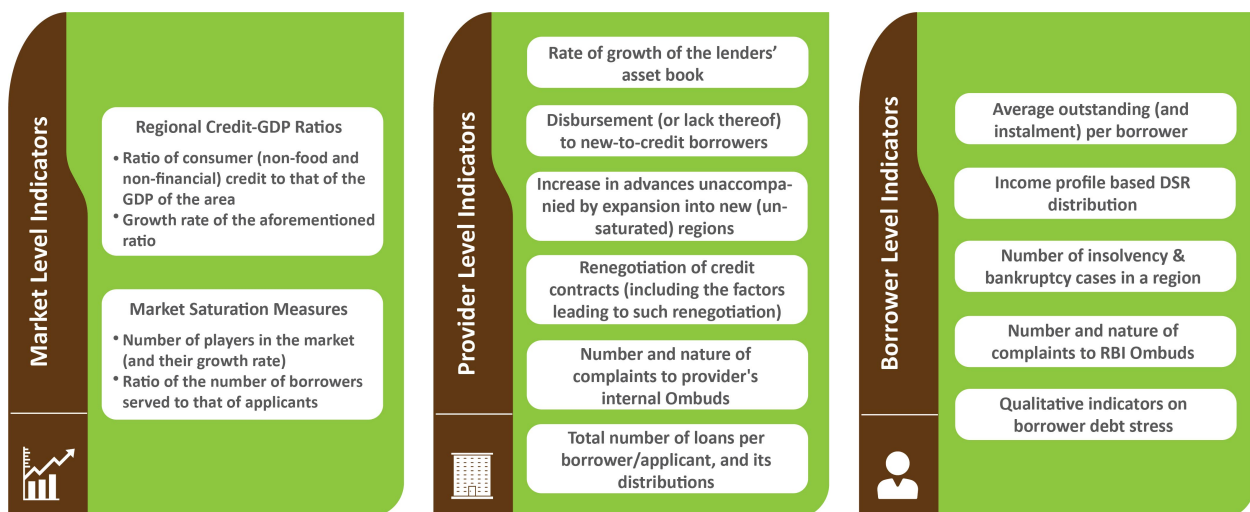 Market Level Indicators
Regional Credit-GDP Ratios
• Ratio of consumer (non-food and
non-financial) credit to that of the
GDP of the area
• Growth rate of the aforementioned
ratio
Market Saturation Measures
• Number of players in the market
(and their growth rate)
• Ratio of the number of borrowers
served to that of applicants
Provider Level Indicators
Rate of growth of the lenders’
asset book
Disbursement (or lack thereof)
to new-to-credit borrowers
Increase in advances unaccompa-
nied by expansion into new (un-
saturated) regions
Renegotiation of credit
contracts (including the factors
leading to such renegotiation)
Number and nature of
complaints to provider's
internal Ombuds
Total number of loans per
borrower/applicant, and its
distributions
Borrower Level Indicators
Average outstanding (and
instalment) per borrower
Income profile based DSR
distribution
Number of insolvency &
bankruptcy cases in a region
Number and nature of
complaints to RBI Ombuds
Qualitative indicators on
borrower debt stress